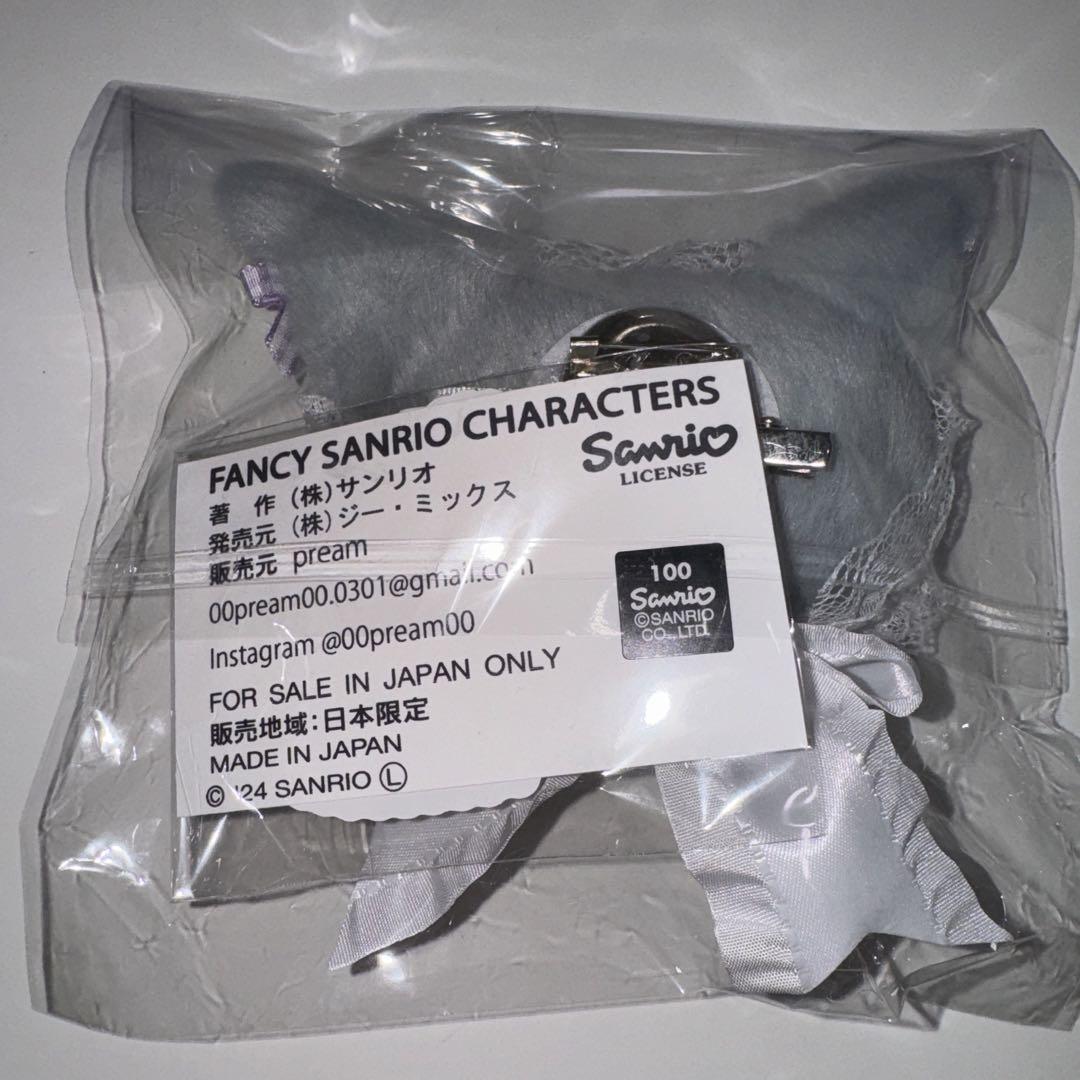 FANCY SANRIO CHARACTERS
著 作 (株)サンリオ
発売元 (株)ジー・ミックス
販売元 pream
00pream00.0301@gmail.com
Instagram @00pream00
FOR SALE IN JAPAN ONLY
販売地域:日本限定
MADE IN JAPAN
© '24 SANRIO Ⓛ
Sanrio
LICENSE
100
Sanrio
©SANRIO
CO., LTD.